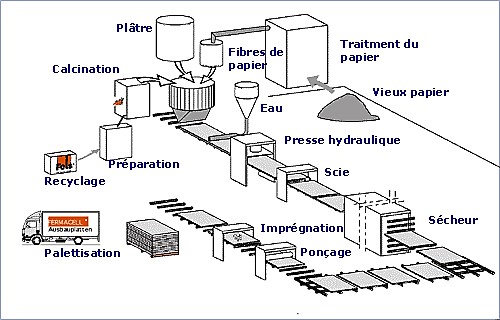 Plâtre
Fibres de
papier
Traitment du
papier
Calcination
Vieux papier
Eau
Presse hydraulique
Préparation
Scie
Recyclage
Sécheur
FERMACELL
Ausbauplatten
Imprégnation
Palettisation
Ponçage